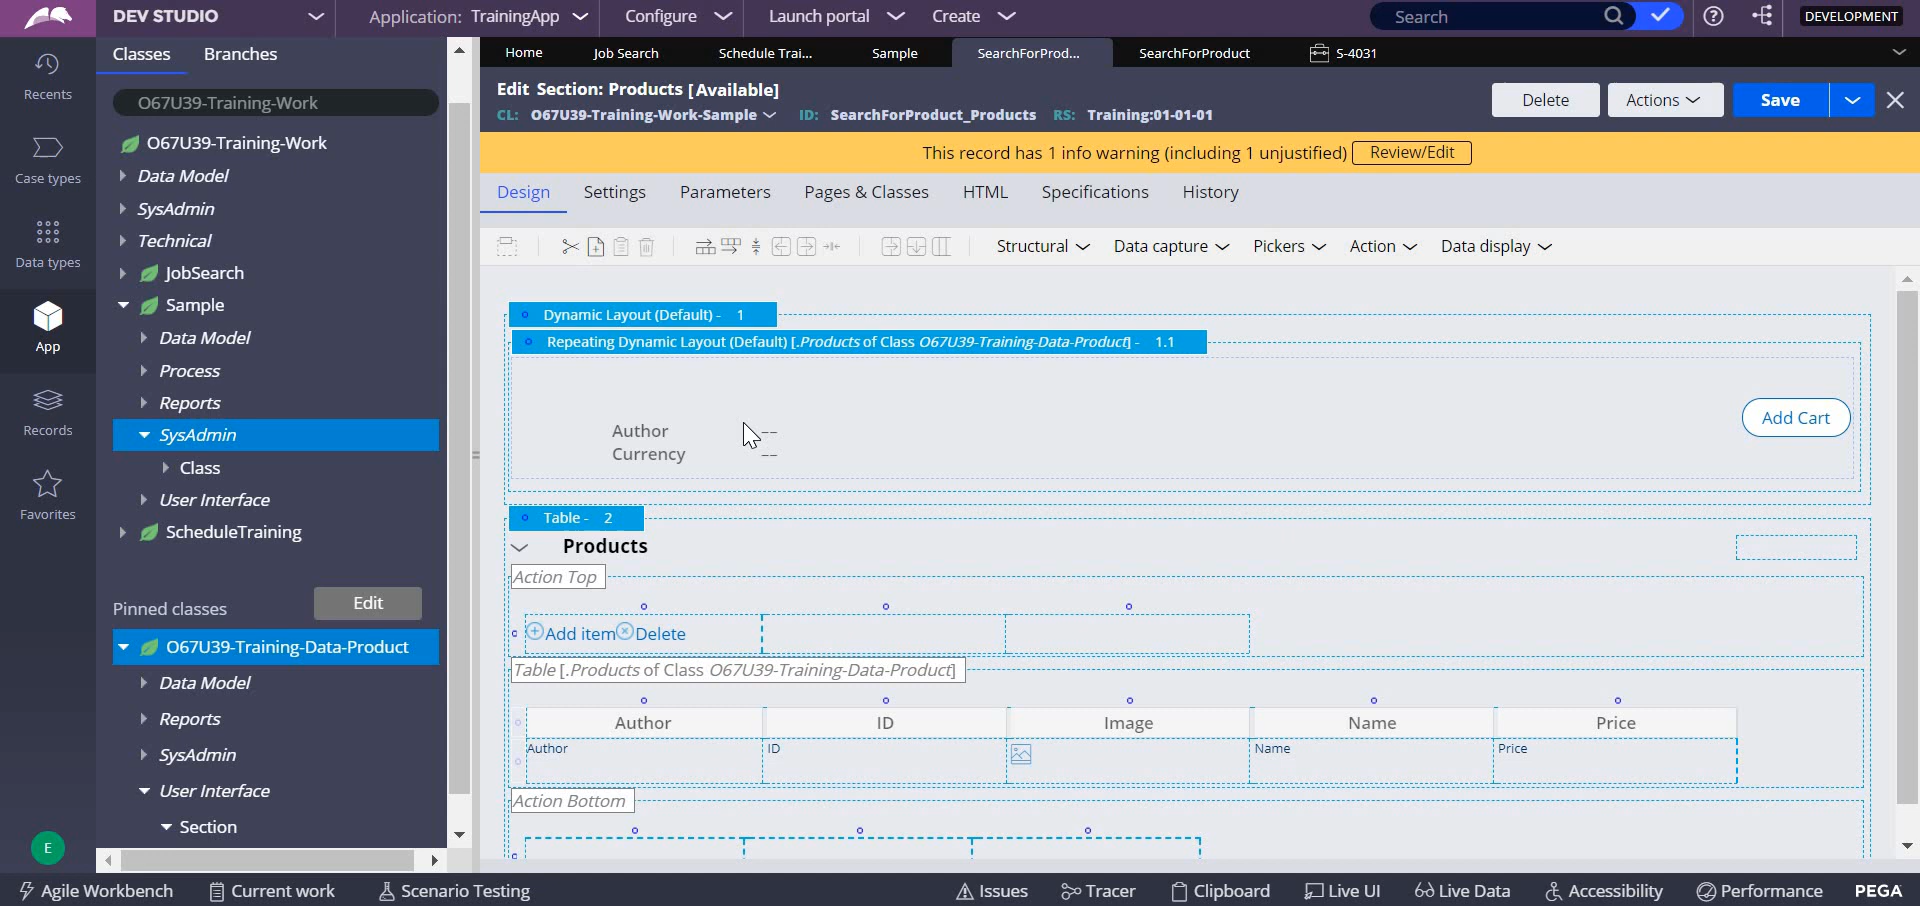 DEV STUDIO
Application: TrainingApp
Configure
Launch portal
Create
Search
DEVELOPMENT
Recents
Case types
Data types
App
Records
Favorites
E
Classes
Branches
O67U39-Training-Work
O67U39-Training-Work
Data Model
SysAdmin
Technical
JobSearch
Sample
Data Model
Process
Reports
SysAdmin
Class
User Interface
ScheduleTraining
Pinned classes
Edit
O67U39-Training-Data-Product
Data Model
Reports
SysAdmin
User Interface
Section
Home
Job Search
Schedule Trai...
Sample
SearchForProd...
SearchForProduct
S-4031
Edit Section: Products [Available]
CL: O67U39-Training-Work-Sample ID: SearchForProduct_Products RS: Training:01-01-01
Delete
Actions
Save
This record has 1 info warning (including 1 unjustified)
Review/Edit
Design
Settings
Parameters
Pages & Classes
HTML
Specifications
History
Structural
Data capture
Pickers
Action
Data display
Dynamic Layout (Default) - 1
Repeating Dynamic Layout (Default) [.Products of Class O67U39-Training-Data-Product] - 1.1
Author --
Currency --
Add Cart
Table - 2
Products
Action Top
Add item Delete
Table [.Products of Class O67U39-Training-Data-Product]
Author ID Image Name Price
Author ID Name Price
Action Bottom
Agile Workbench
Current work
Scenario Testing
Issues
Tracer
Clipboard
Live UI
Live Data
Accessibility
Performance
PEGA